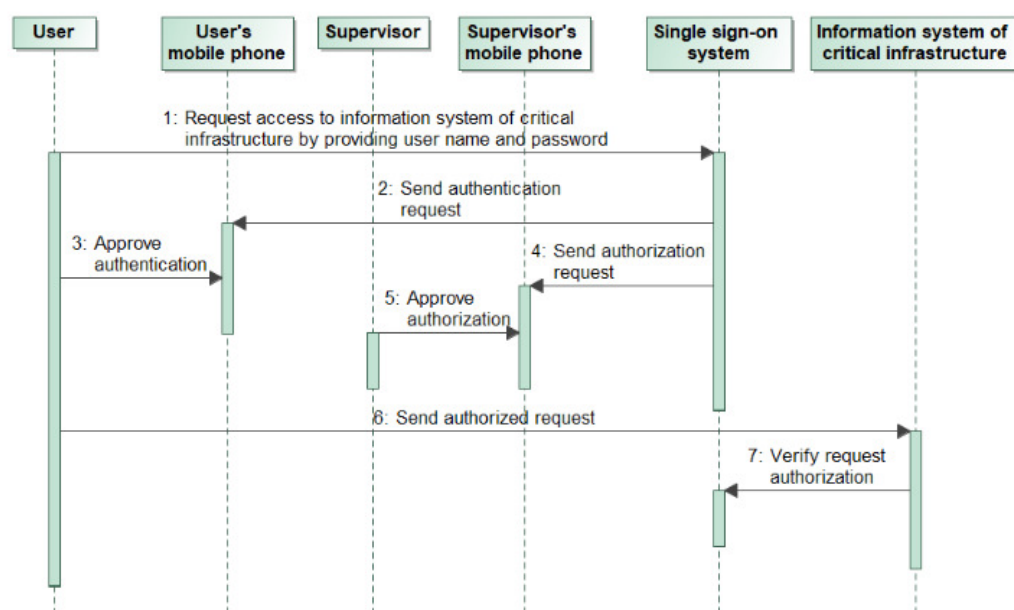 User
User's
mobile phone
Supervisor
Supervisor's
mobile phone
Single sign-on
system
Information system of
critical infrastructure
1: Request access to information system of critical
infrastructure by providing user name and password
2: Send authentication
request
3: Approve
authentication
4: Send authorization
request
5: Approve
authorization
6: Send authorized request
7: Verify request
authorization